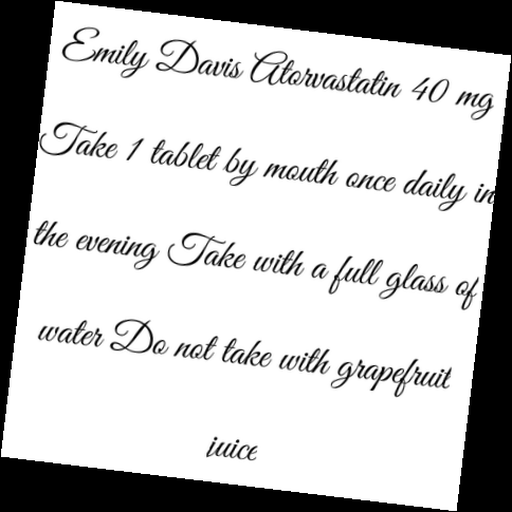 Emily Davis Atorvastatin 40 mg
Take 1 tablet by mouth once daily in
the evening Take with a full glass of
water Do not take with grapefruit
juice